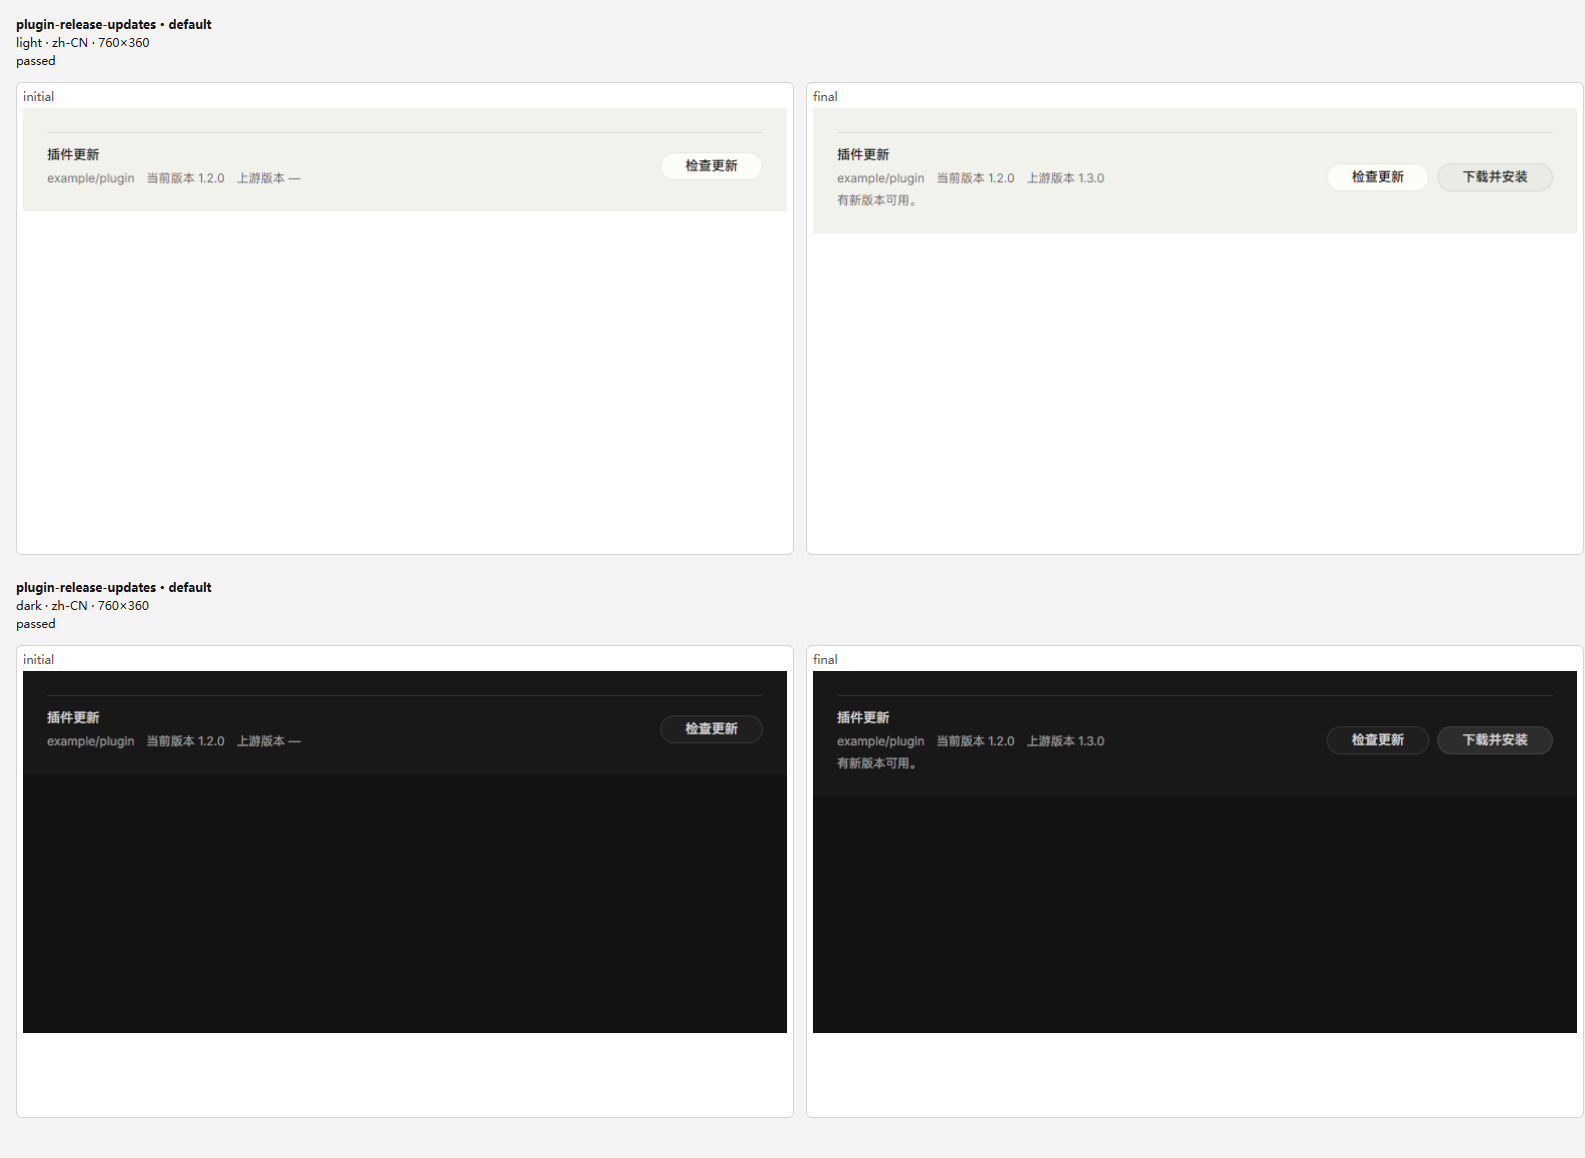 plugin-release-updates • default
light · zh-CN · 760×360
passed
initial
插件更新
example/plugin 当前版本 1.2.0 上游版本 —
检查更新
final
插件更新
example/plugin 当前版本 1.2.0 上游版本 1.3.0
有新版本可用。
检查更新 下载并安装
plugin-release-updates • default
dark · zh-CN · 760×360
passed
initial
插件更新
example/plugin 当前版本 1.2.0 上游版本 —
检查更新
final
插件更新
example/plugin 当前版本 1.2.0 上游版本 1.3.0
有新版本可用。
检查更新 下载并安装